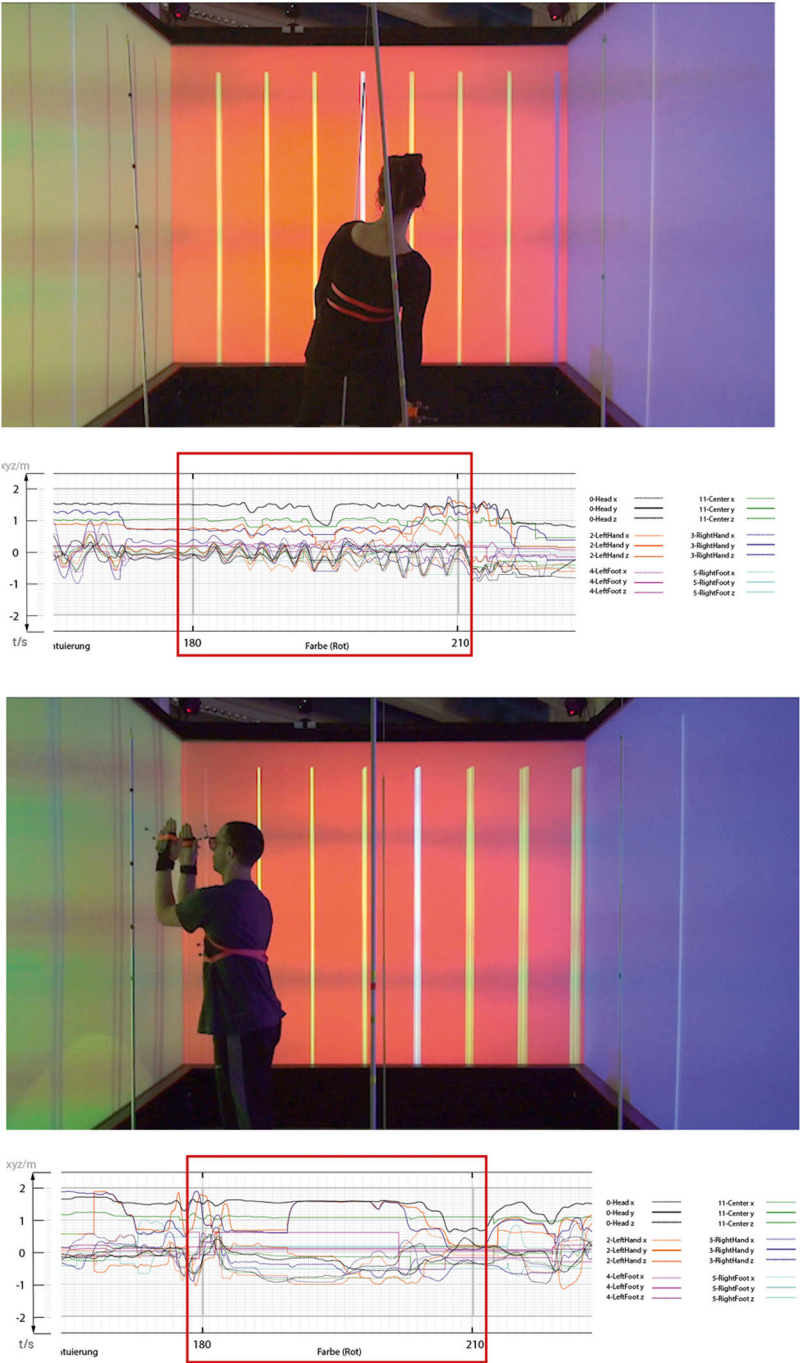 xyz/m
2
1
0
-1
-2
t/s
ntuierung
180
Farbe (Rot)
210
0-Head x
0-Head y
0-Head z
2-LeftHand x
2-LeftHand y
2-LeftHand z
4-LeftFoot x
4-LeftFoot y
4-LeftFoot z
11-Center x
11-Center y
11-Center z
3-RightHand x
3-RightHand y
3-RightHand z
5-RightFoot x
5-RightFoot y
5-RightFoot z
xyz/m
2
1
0
-1
-2
t/s
ntuierung
180
Farbe (Rot)
210
0-Head x
0-Head y
0-Head z
2-LeftHand x
2-LeftHand y
2-LeftHand z
4-LeftFoot x
4-LeftFoot y
4-LeftFoot z
11-Center x
11-Center y
11-Center z
3-RightHand x
3-RightHand y
3-RightHand z
5-RightFoot x
5-RightFoot y
5-RightFoot z